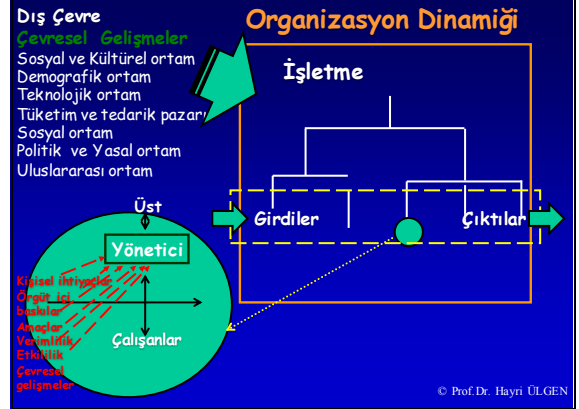 Dış Çevre
Organizasyon Dinamiği
Çevresel Gelişmeler
Sosyal ve Kültürel ortam
Demografik ortam
Teknolojik ortam
Tüketim ve tedarik pazarı
Sosyal ortam
Politik ve Yasal ortam
Uluslararası ortam
İşletme
Girdiler
Çıktılar
Üst
Yönetici
Kişisel ihtiyaçlar
Örgüt içi
baskılar
Amaçlar
Verimlilik
Etkililik
Çevresel
gelişmeler
Çalışanlar
© Prof.Dr. Hayri ÜLGEN